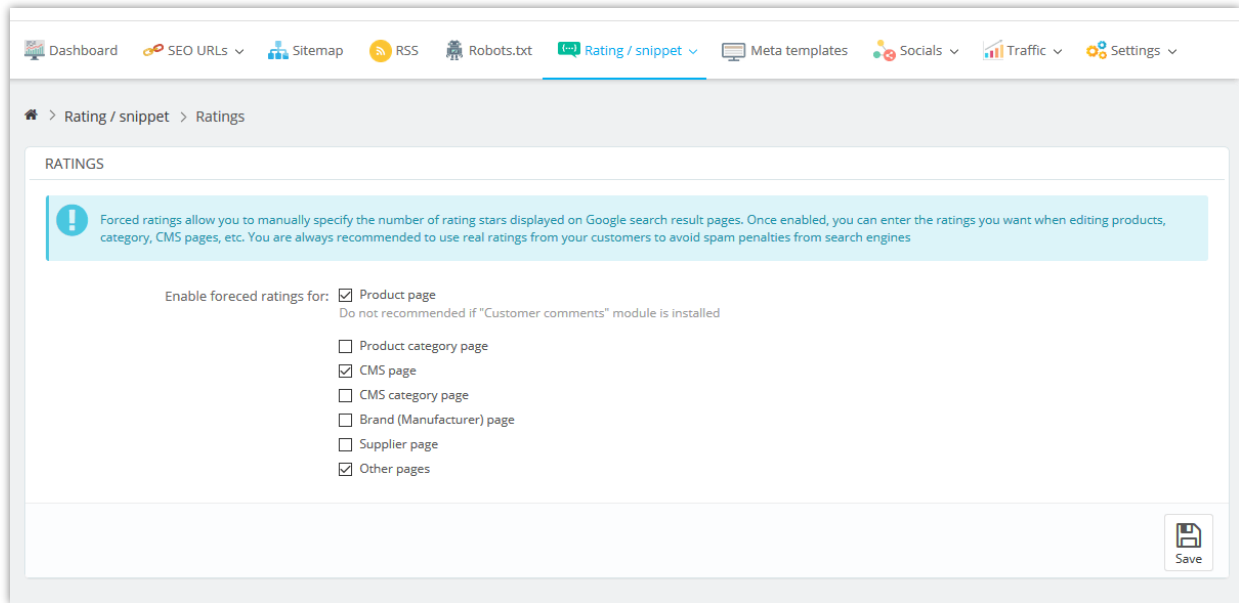 Dashboard SEO URLs Sitemap RSS Robots.txt Rating / snippet Meta templates Socials Traffic Settings
> Rating / snippet > Ratings
RATINGS
Forced ratings allow you to manually specify the number of rating stars displayed on Google search result pages. Once enabled, you can enter the ratings you want when editing products,
category, CMS pages, etc. You are always recommended to use real ratings from your customers to avoid spam penalties from search engines
Enable foreced ratings for: Product page
Do not recommended if "Customer comments" module is installed
Product category page
CMS page
CMS category page
Brand (Manufacturer) page
Supplier page
Other pages
Save